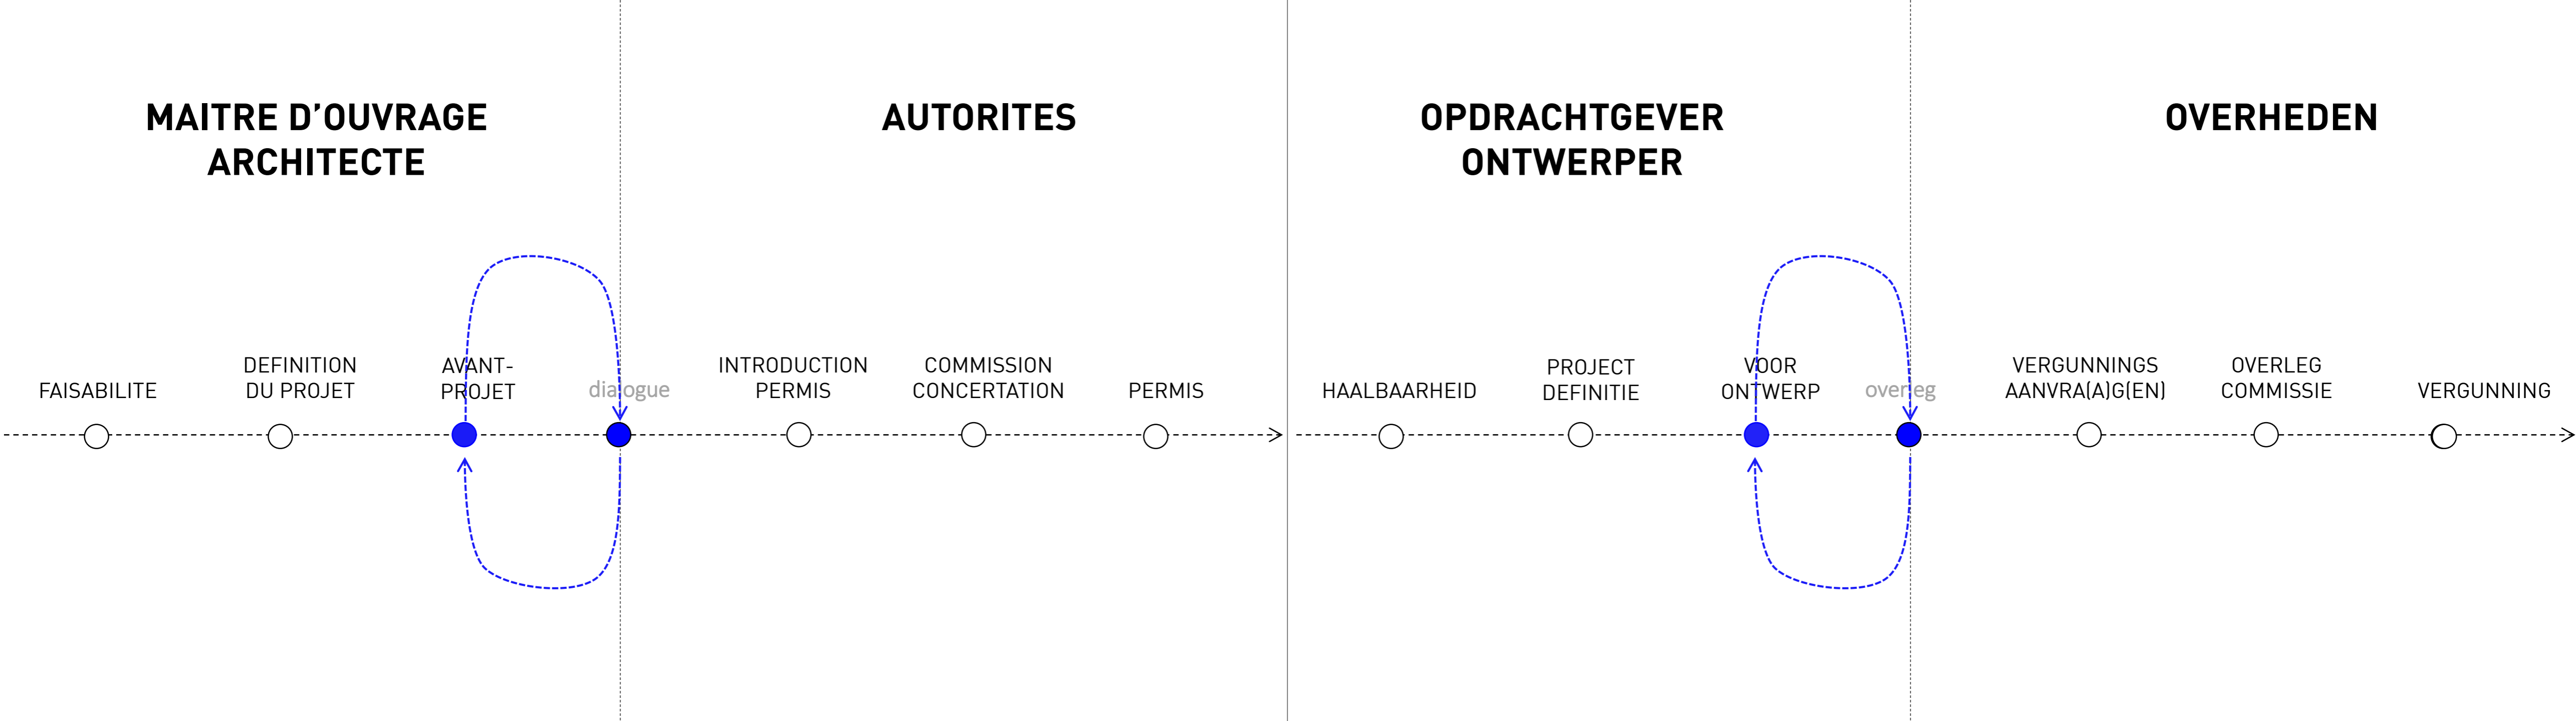 MAITRE D’OUVRAGE
ARCHITECTE
AUTORITES
FAISABILITE
DEFINITION
DU PROJET
AVANT-
PROJET
dialogue
INTRODUCTION
PERMIS
COMMISSION
CONCERTATION
PERMIS
OPDRACHTGEVER
ONTWERPER
OVERHEDEN
HAALBAARHEID
PROJECT
DEFINITIE
VOOR
ONTWERP
overleg
VERGUNNINGS
AANVRA(A)G(EN)
OVERLEG
COMMISSIE
VERGUNNING